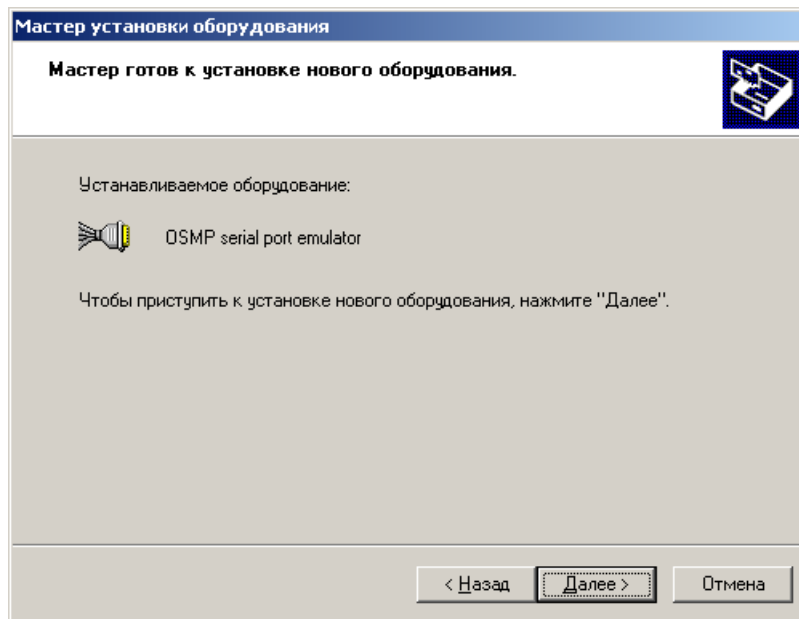 Мастер установки оборудования
Мастер готов к установке нового оборудования.
Устанавливаемое оборудование:
OSMP serial port emulator
Чтобы приступить к установке нового оборудования, нажмите "Далее".
< Назад
Далее >
Отмена